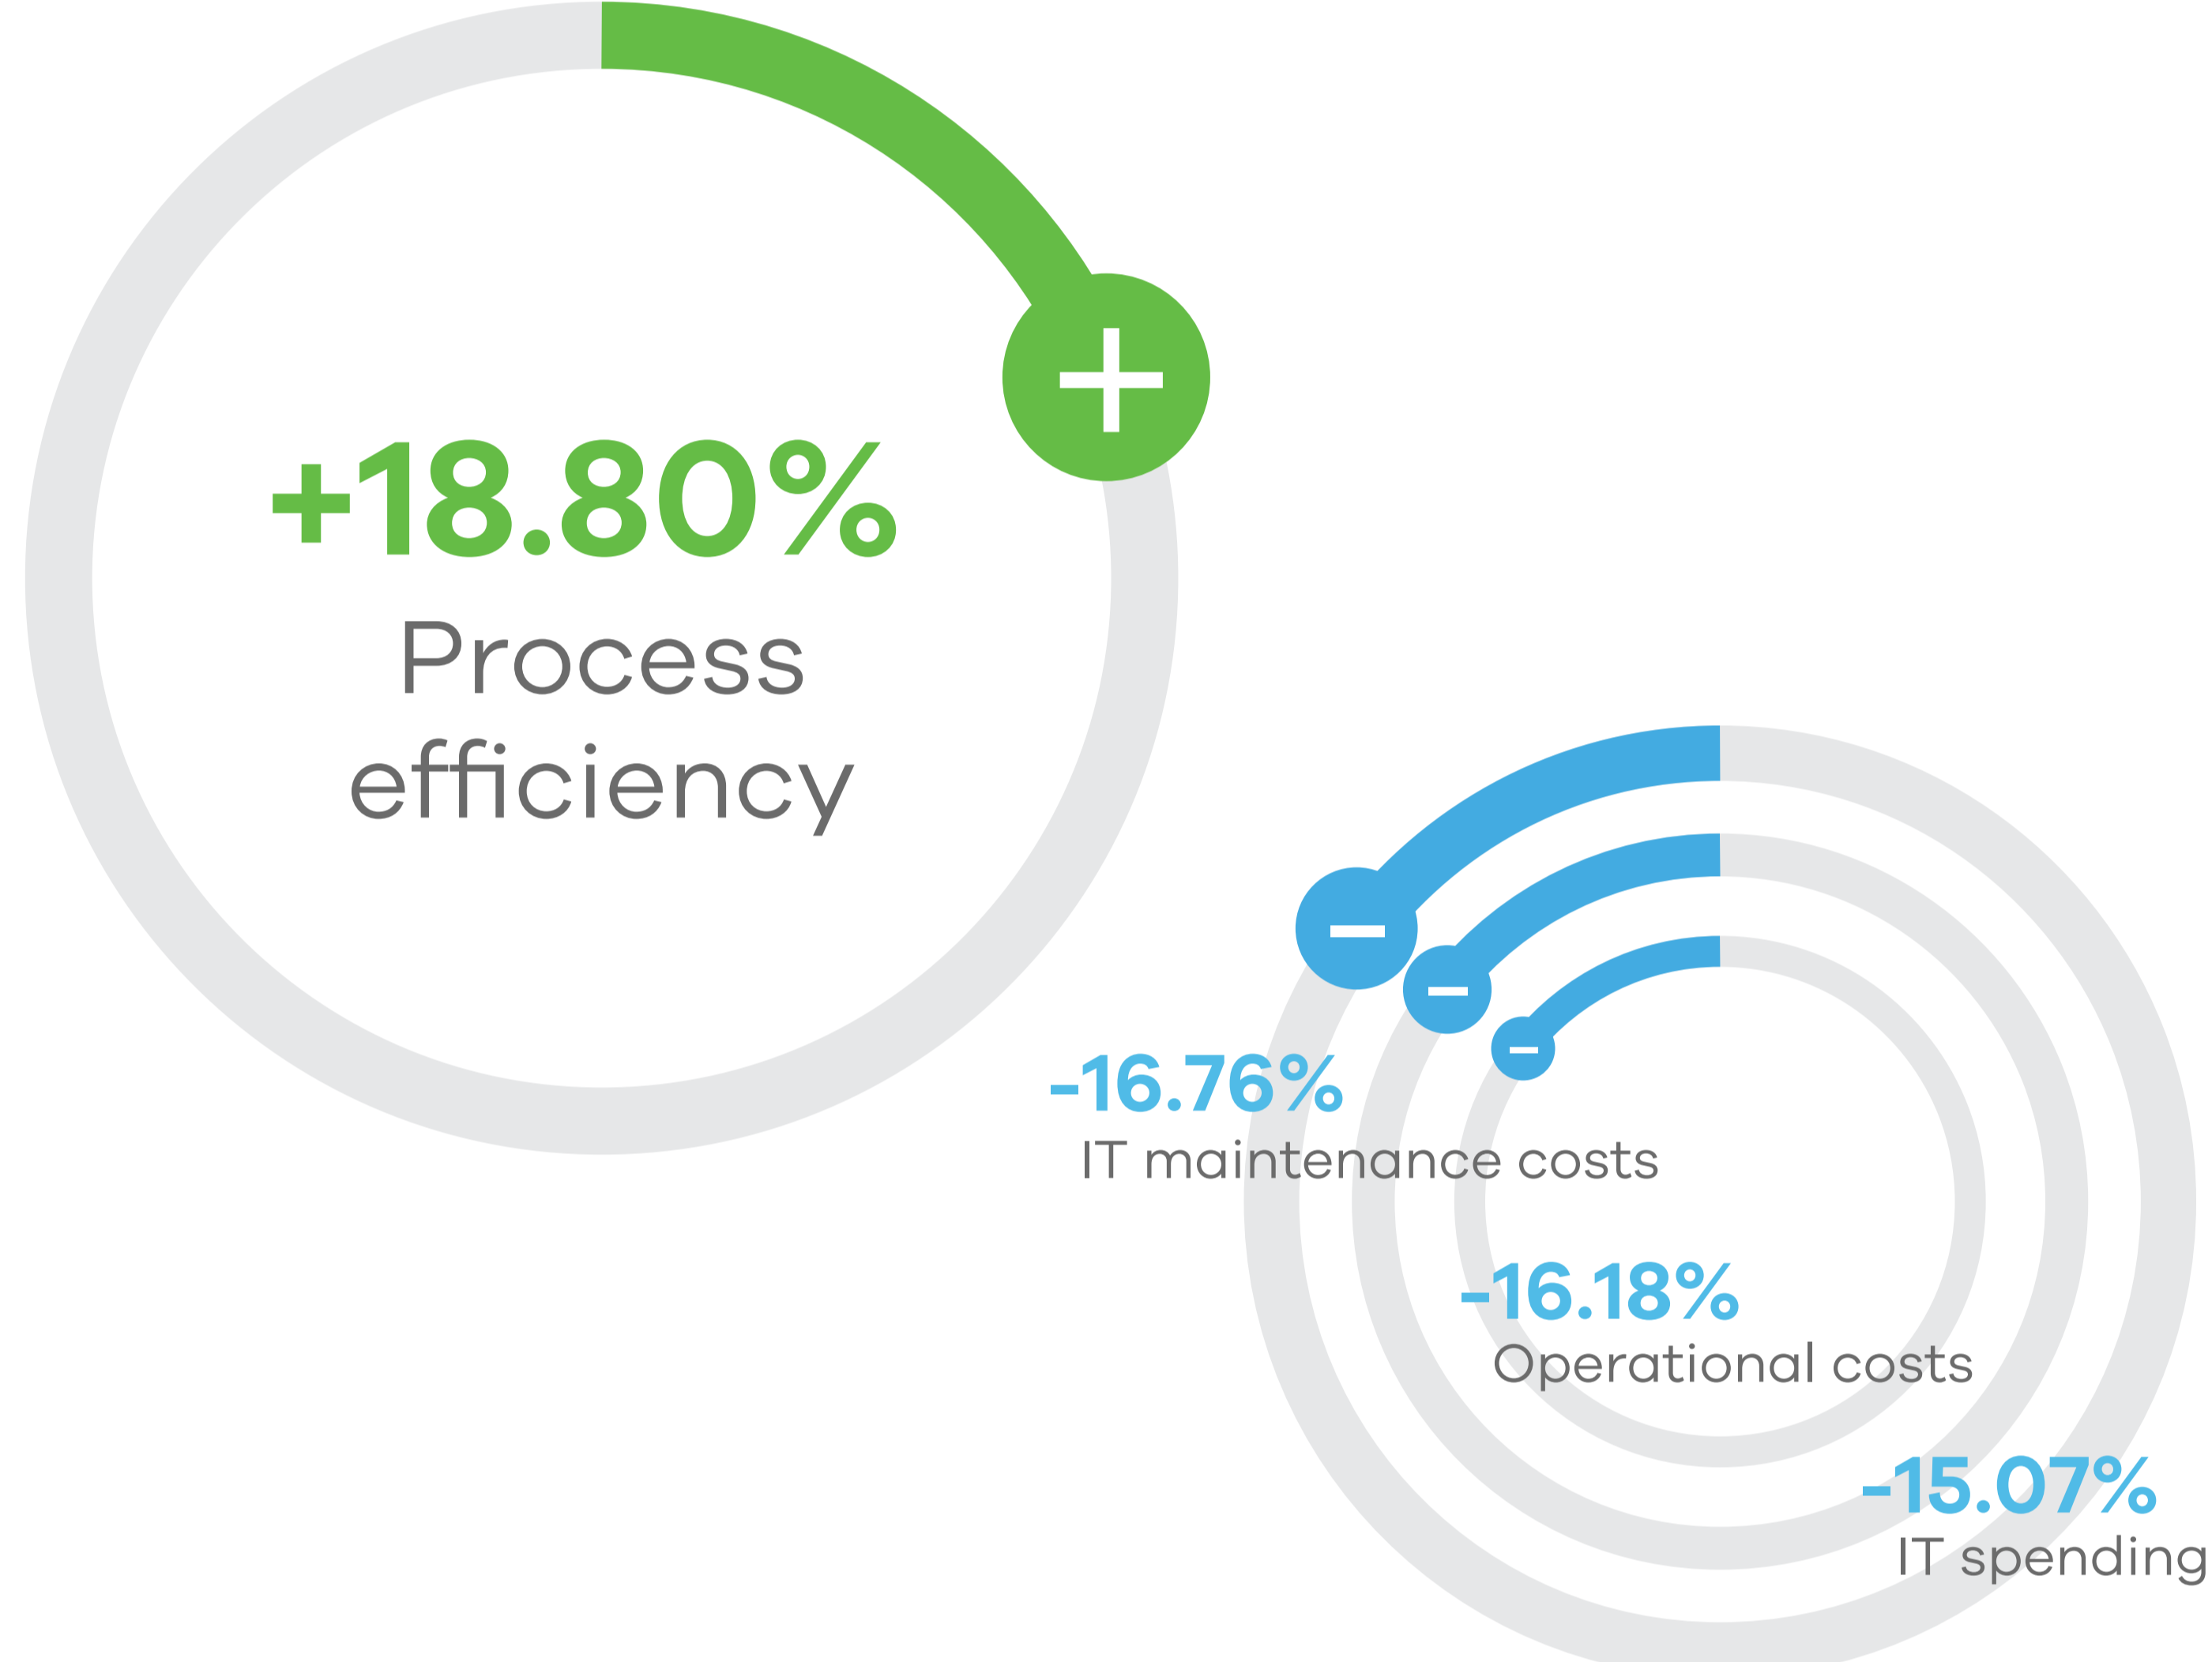 +18.80%
Process
efficiency
-16.76%
IT maintenance costs
-16.18%
Operational costs
-15.07%
IT spending